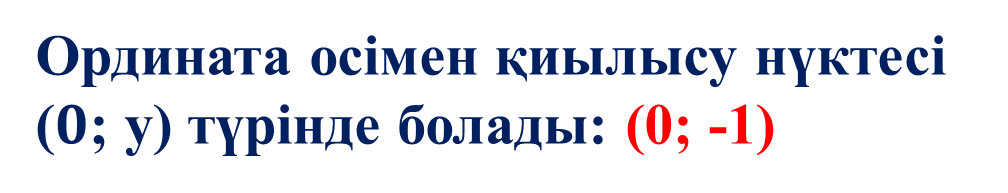 Ордината осімен қиылысу нүктесі
(0; у) түрінде болады: (0; -1)